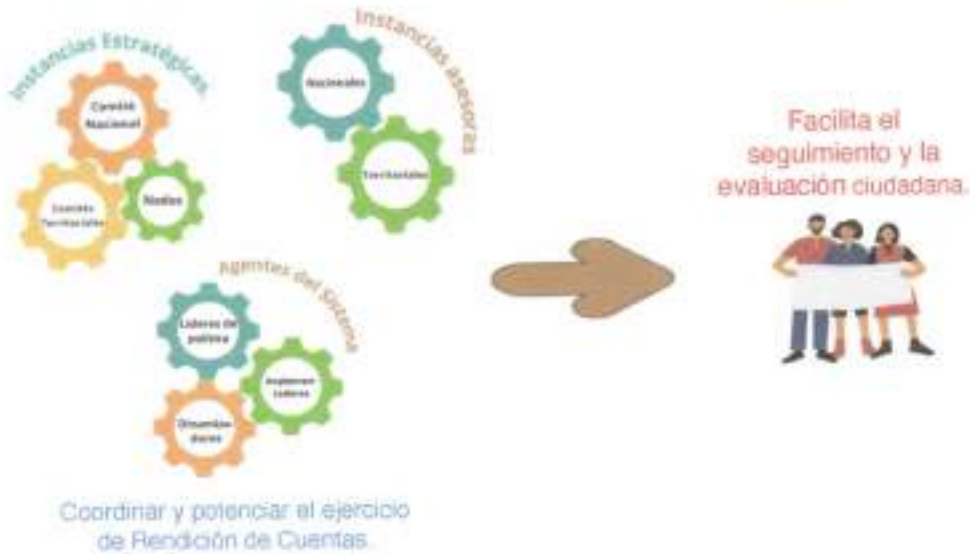 Instancias Estratégicas
Comité
Nacional
Comités
Territoriales
Nodos
Instancias asesoras
Nacionales
Territoriales
Agentes del Sistema
Líderes de
política
Implemen
tadores
Dinamiza
dores
Coordinar y potenciar el ejercicio
de Rendición de Cuentas.
Facilita el
seguimiento y la
evaluación ciudadana.